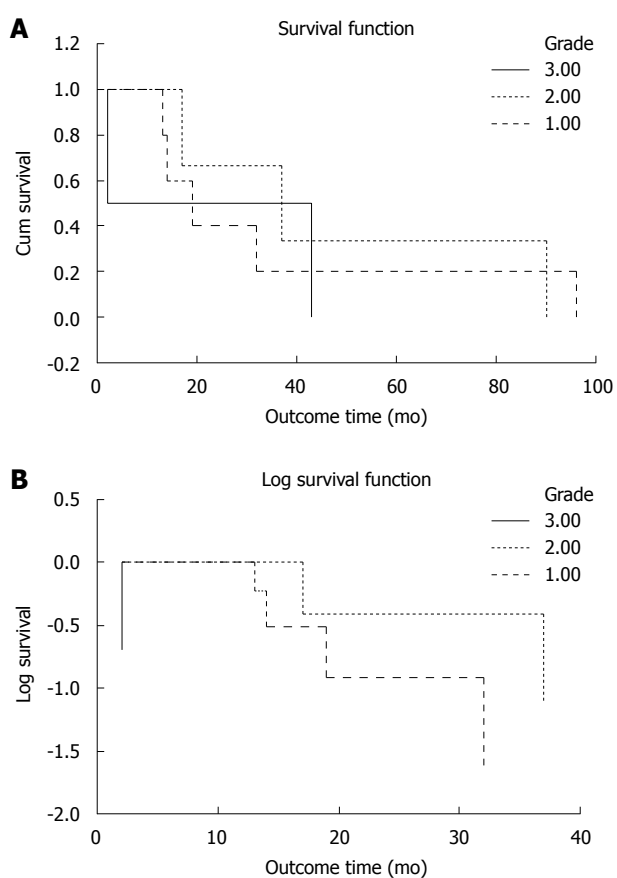 A
Survival function
Grade
3.00
2.00
1.00
1.2
1.0
0.8
0.6
0.4
0.2
0.0
-0.2
Cum survival
0 20 40 60 80 100
Outcome time (mo)
B
Log survival function
Grade
3.00
2.00
1.00
0.5
0.0
-0.5
-1.0
-1.5
-2.0
Log survival
0 10 20 30 40
Outcome time (mo)